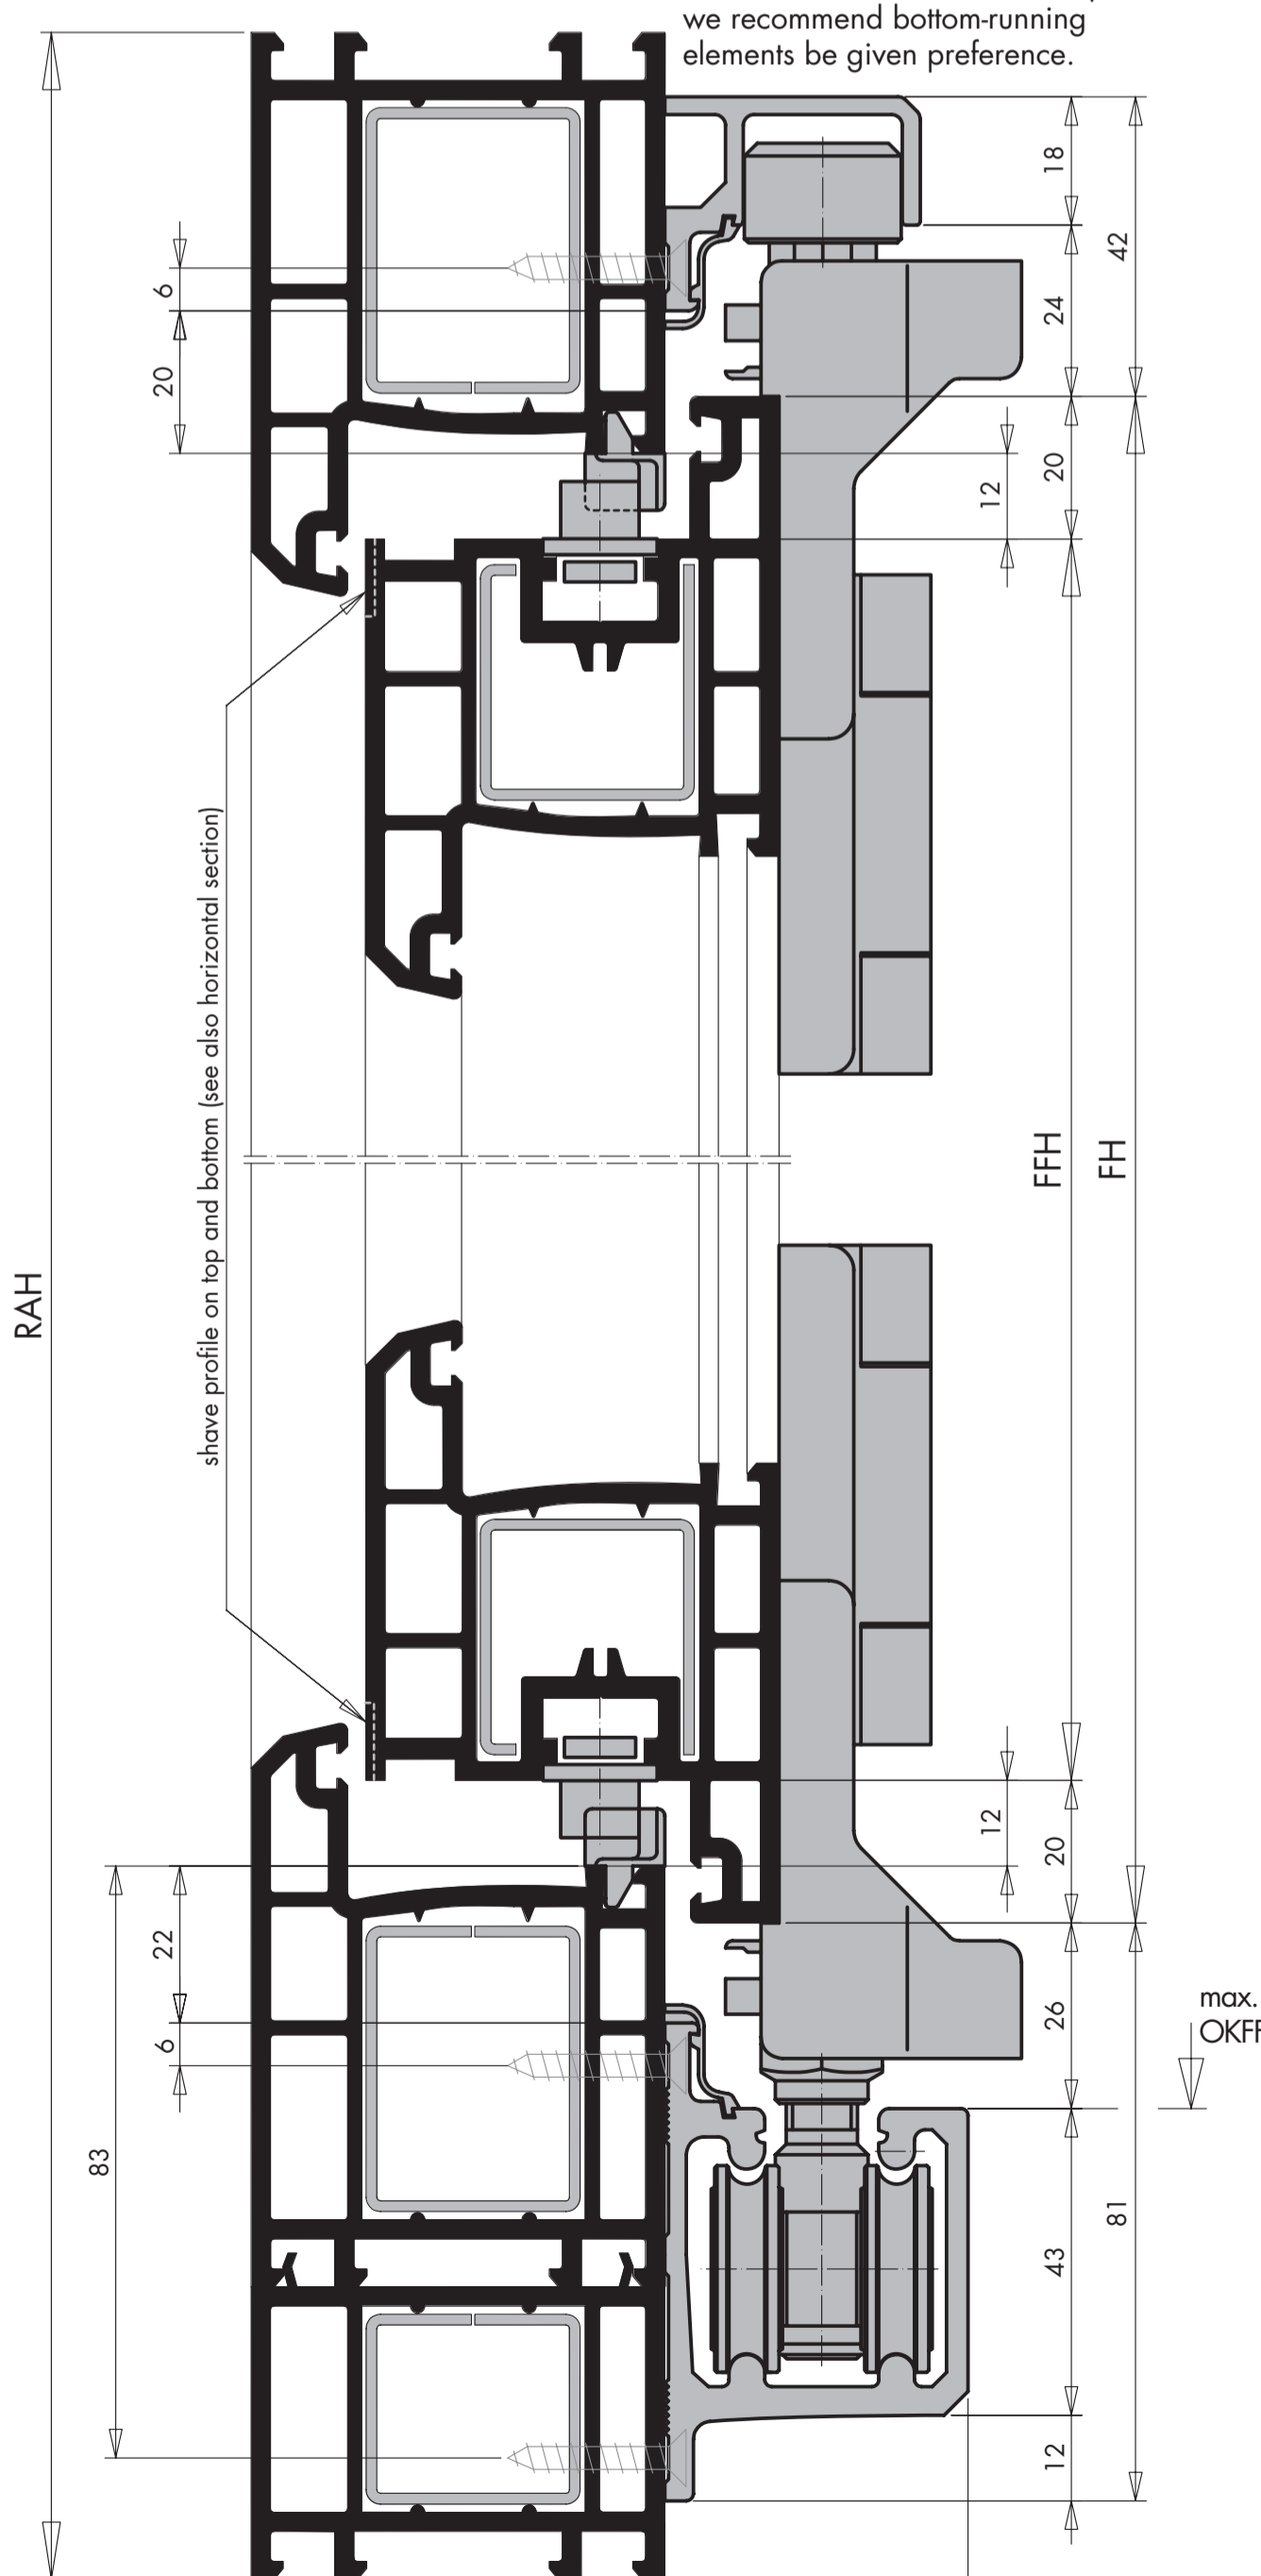 we recommend bottom-running
elements be given preference.
18
42
24
6
20
20
12
shave profile on top and bottom (see also horizontal section)
FFH
FH
RAH
12
20
22
6
26
max.
83
81
43
12